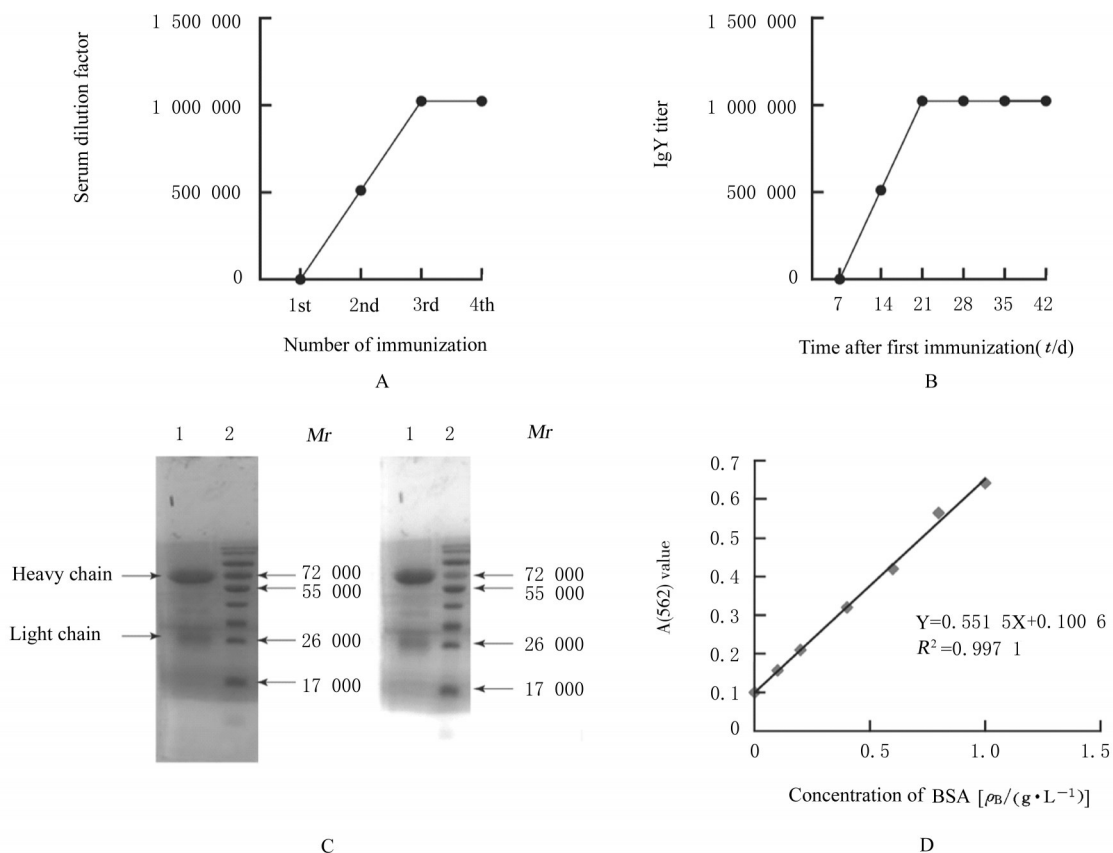 1 500 000
1 000 000
500 000
0
Serum dilution factor
1st 2nd 3rd 4th
Number of immunization
A
1 500 000
1 000 000
500 000
0
IgY titer
7 14 21 28 35 42
Time after first immunization(t/d)
B
1 2 Mr
Heavy chain
Light chain
72 000
55 000
26 000
17 000
1 2 Mr
72 000
55 000
26 000
17 000
C
0.7
0.6
0.5
0.4
0.3
0.2
0.1
0
A(562) value
Y=0.551 5X+0.100 6
R²=0.997 1
0 0.5 1.0 1.5
Concentration of BSA [ρB/(g·L⁻¹)]
D